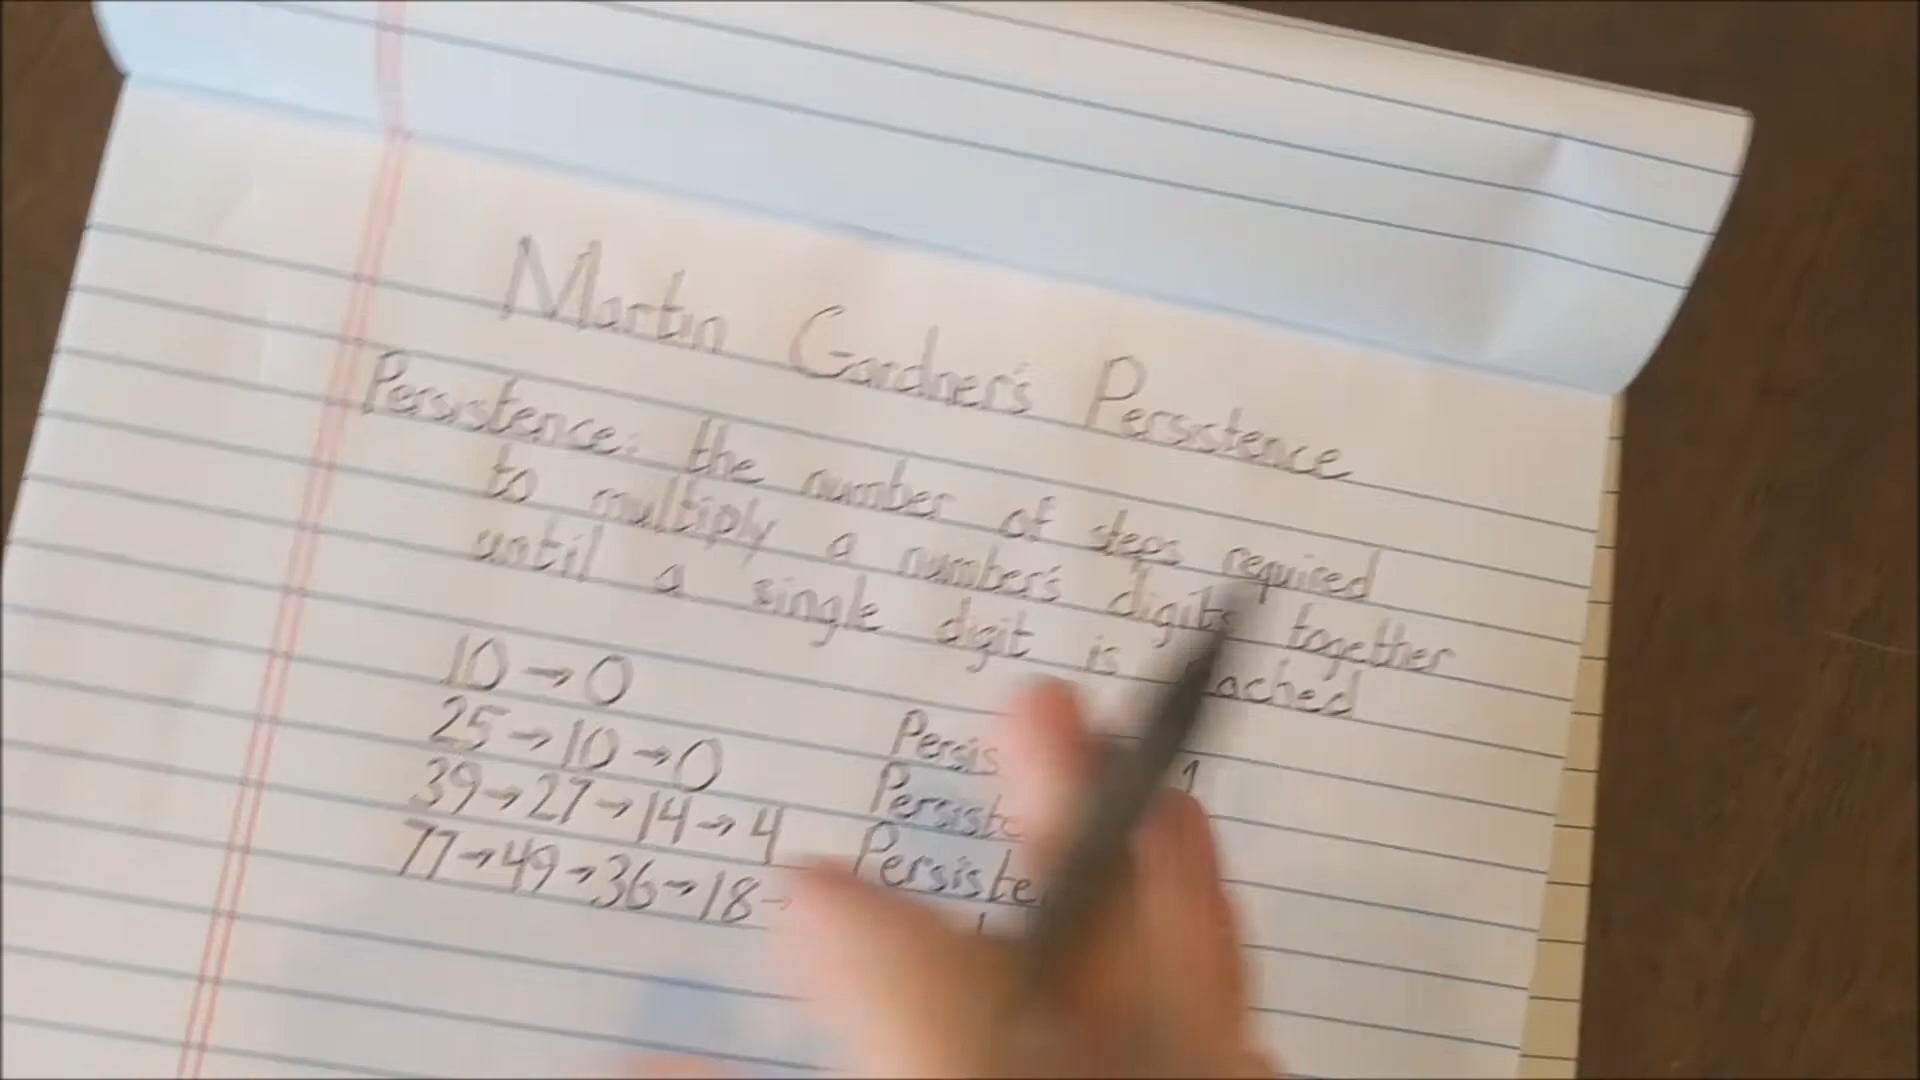 Martin Gardner's Persistence
Persistence: the number of steps required
to multiply a number's digits together
until a single digit is
10→0
25→10→0
39→27→14→4
77→49→36→18→